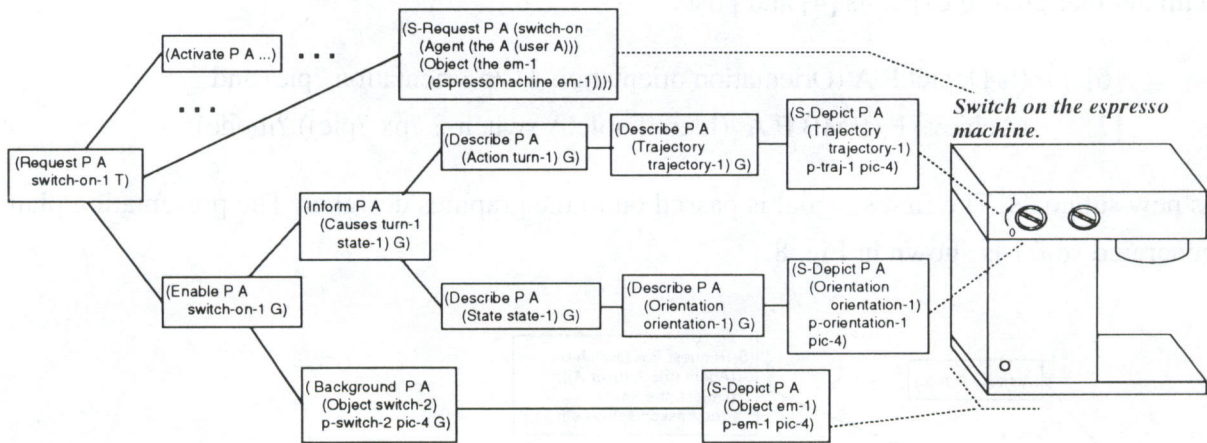 (S-Request P A (switch-on
(Agent (the A (user A)))
(Object (the em-1
(espressomachine em-1))))
(Activate P A ...)
Switch on the espresso
machine.
(Describe P A
(Action turn-1) G)
(Describe P A
(Trajectory
trajectory-1) G)
(S-Depict P A
(Trajectory
trajectory-1)
p-traj-1 pic-4)
(Request P A
switch-on-1 T)
(Inform P A
(Causes turn-1
state-1) G)
0
(Enable P A
switch-on-1 G)
(Describe P A
(State state-1) G)
(Describe P A
(Orientation
orientation-1) G)
(S-Depict P A
(Orientation
orientation-1)
p-orientation-1
pic-4)
( Background P A
(Object switch-2)
p-switch-2 pic-4 G)
(S-Depict P A
(Object em-1)
p-em-1 pic-4)